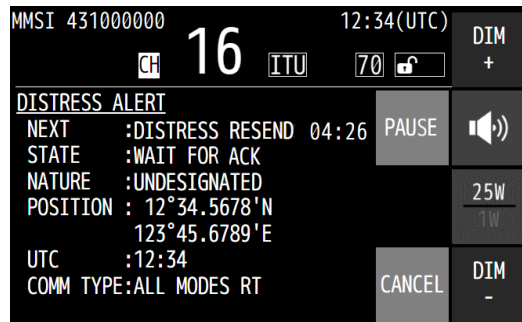 MMSI 431000000 12:34(UTC) DIM
+
CH 16 ITU 70
DISTRESS ALERT
NEXT :DISTRESS RESEND 04:26 PAUSE
STATE :WAIT FOR ACK
NATURE :UNDESIGNATED
25W
POSITION : 12°34.5678'N
1W
123°45.6789'E
UTC :12:34
COMM TYPE:ALL MODES RT CANCEL DIM
-